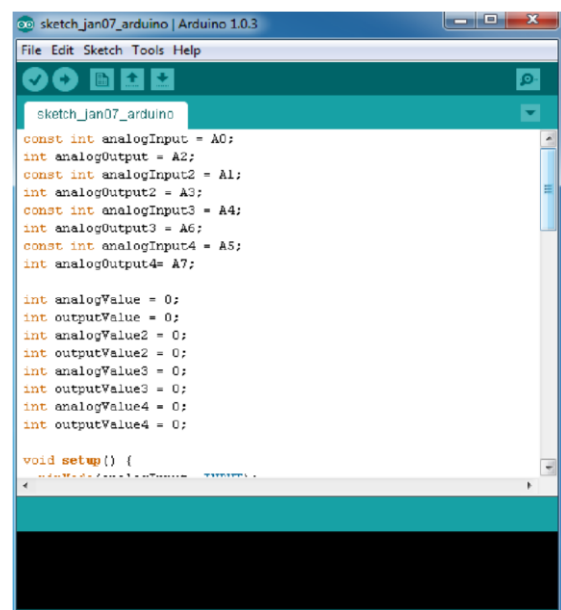 sketch_jan07_arduino | Arduino 1.0.3
File Edit Sketch Tools Help
sketch_jan07_arduino
const int analogInput = A0;
int analogOutput = A2;
const int analogInput2 = A1;
int analogOutput2 = A3;
const int analogInput3 = A4;
int analogOutput3 = A6;
const int analogInput4 = A5;
int analogOutput4= A7;
int analogValue = 0;
int outputValue = 0;
int analogValue2 = 0;
int outputValue2 = 0;
int analogValue3 = 0;
int outputValue3 = 0;
int analogValue4 = 0;
int outputValue4 = 0;
void setup() {